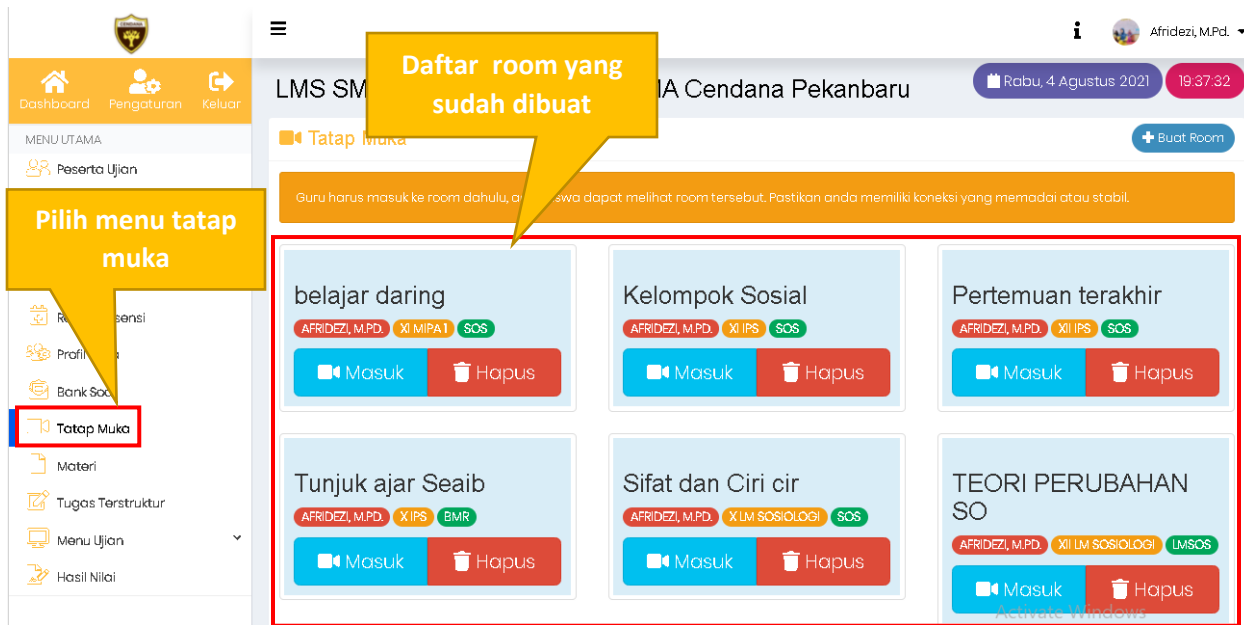 CENDANA
Afridezi, M.Pd.
Dashboard Pengaturan Keluar
LMS SM
IA Cendana Pekanbaru
Rabu, 4 Agustus 2021
19:37:32
Daftar room yang
sudah dibuat
MENU UTAMA
Tatap Muka
Buat Room
Peserta Ujian
Guru harus masuk ke room dahulu, a
swa dapat melihat room tersebut. Pastikan anda memiliki koneksi yang memadai atau stabil.
Pilih menu tatap
muka
sensi
Profil
Bank So
Tatap Muka
Materi
Tugas Terstruktur
Menu Ujian
Hasil Nilai
belajar daring
AFRIDEZI, M.PD. XI MIPA 1 SOS
Masuk Hapus
Kelompok Sosial
AFRIDEZI, M.PD. XI IPS SOS
Masuk Hapus
Pertemuan terakhir
AFRIDEZI, M.PD. XII IPS SOS
Masuk Hapus
Tunjuk ajar Seaib
AFRIDEZI, M.PD. X IPS BMR
Masuk Hapus
Sifat dan Ciri cir
AFRIDEZI, M.PD. X LM SOSIOLOGI SOS
Masuk Hapus
TEORI PERUBAHAN
SO
AFRIDEZI, M.PD. XII LM SOSIOLOGI LMSOS
Masuk Hapus
Activate Windows